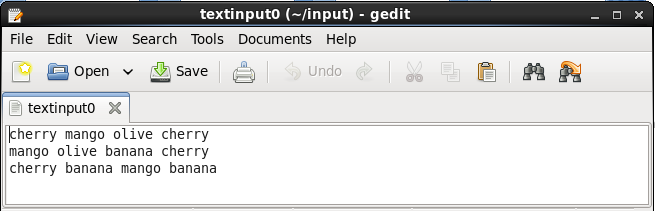 textinput0 (~/input) - gedit
File Edit View Search Tools Documents Help
Open Save Undo
textinput0
cherry mango olive cherry
mango olive banana cherry
cherry banana mango banana